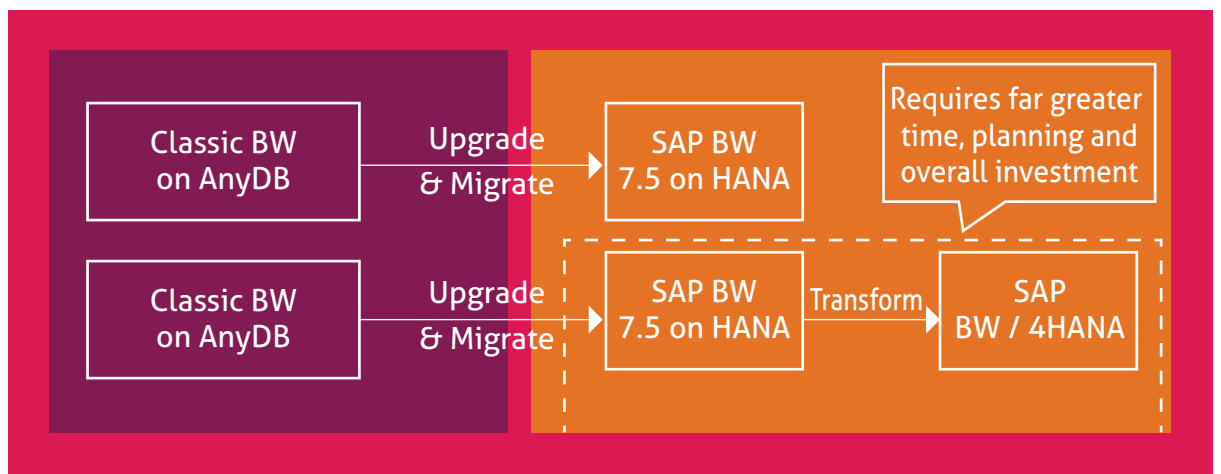 Classic BW
on AnyDB
Upgrade
& Migrate
SAP BW
7.5 on HANA
Requires far greater
time, planning and
overall investment
Classic BW
on AnyDB
Upgrade
& Migrate
SAP BW
7.5 on HANA
Transform
SAP
BW / 4HANA